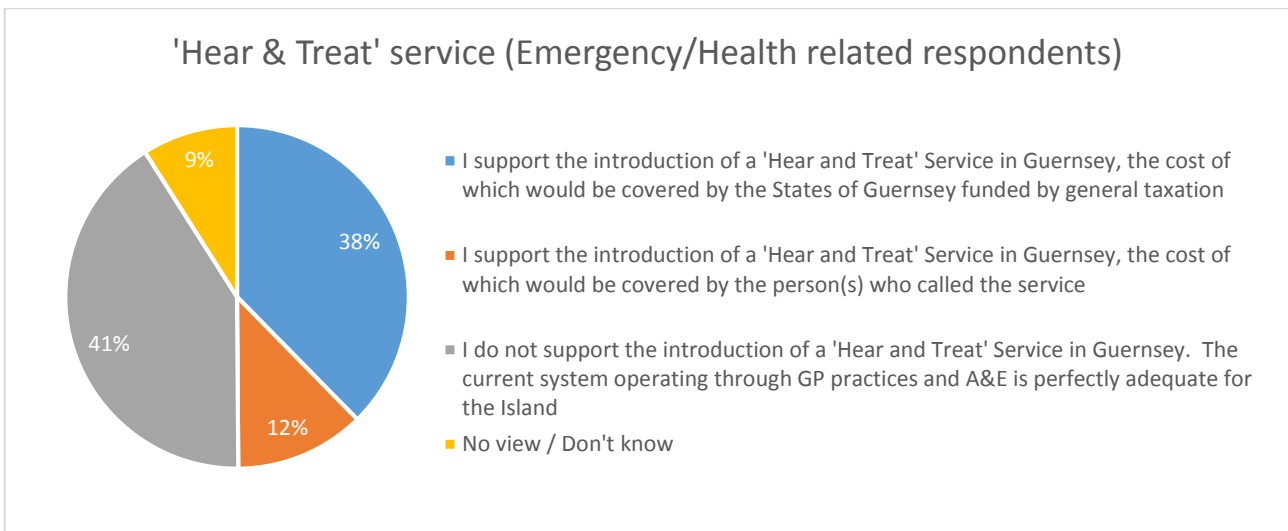 'Hear & Treat' service (Emergency/Health related respondents)
9%
38%
41%
12%
I support the introduction of a 'Hear and Treat' Service in Guernsey, the cost of
which would be covered by the States of Guernsey funded by general taxation
I support the introduction of a 'Hear and Treat' Service in Guernsey, the cost of
which would be covered by the person(s) who called the service
I do not support the introduction of a 'Hear and Treat' Service in Guernsey.  The
current system operating through GP practices and A&E is perfectly adequate for
the Island
No view / Don't know